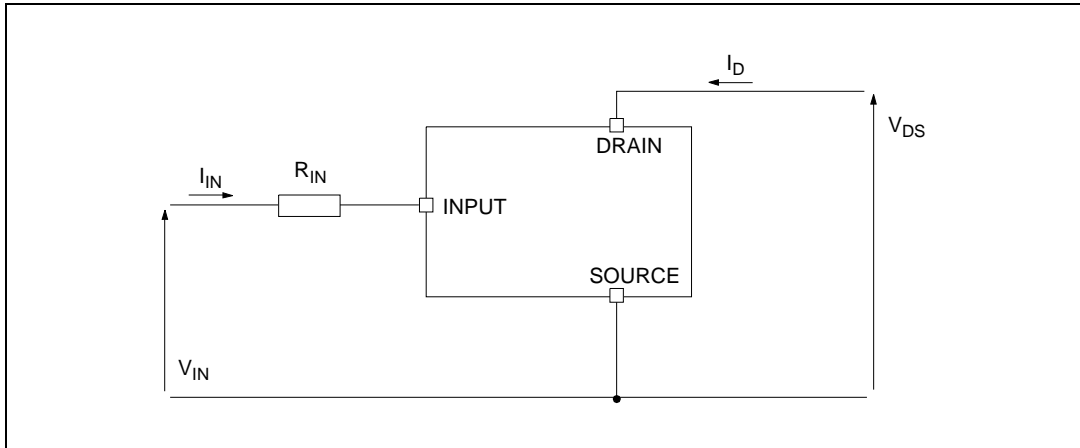 I_D
V_DS
DRAIN
R_IN
I_IN
INPUT
SOURCE
V_IN